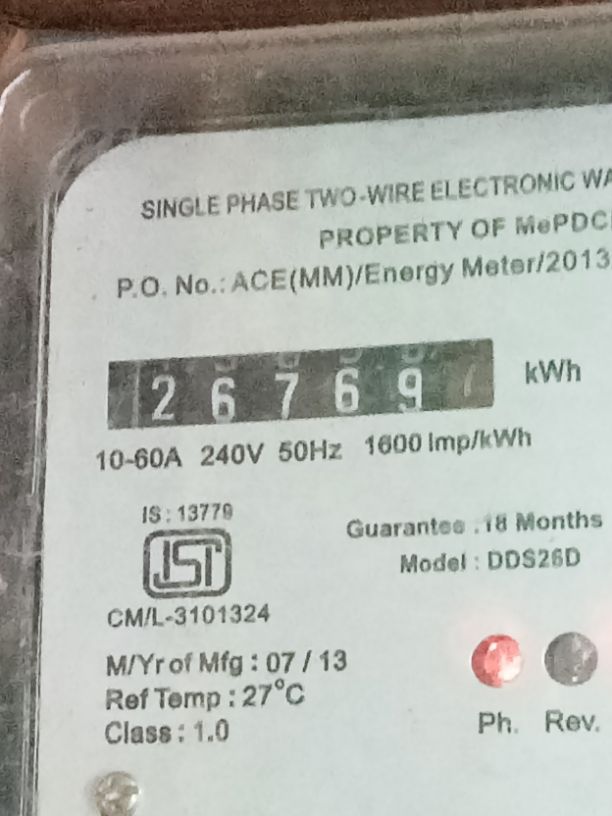 SINGLE PHASE TWO-WIRE ELECTRONIC WA
PROPERTY OF MePDC
P.O. No.: ACE(MM)/Energy Meter/2013
26769 kWh
10-60A 240V 50Hz 1600 Imp/kWh
IS : 13779
Guarantee : 18 Months
Model : DDS26D
CM/L-3101324
M/Yr of Mfg : 07 / 13
Ref Temp : 27°C
Class : 1.0
Ph. Rev.